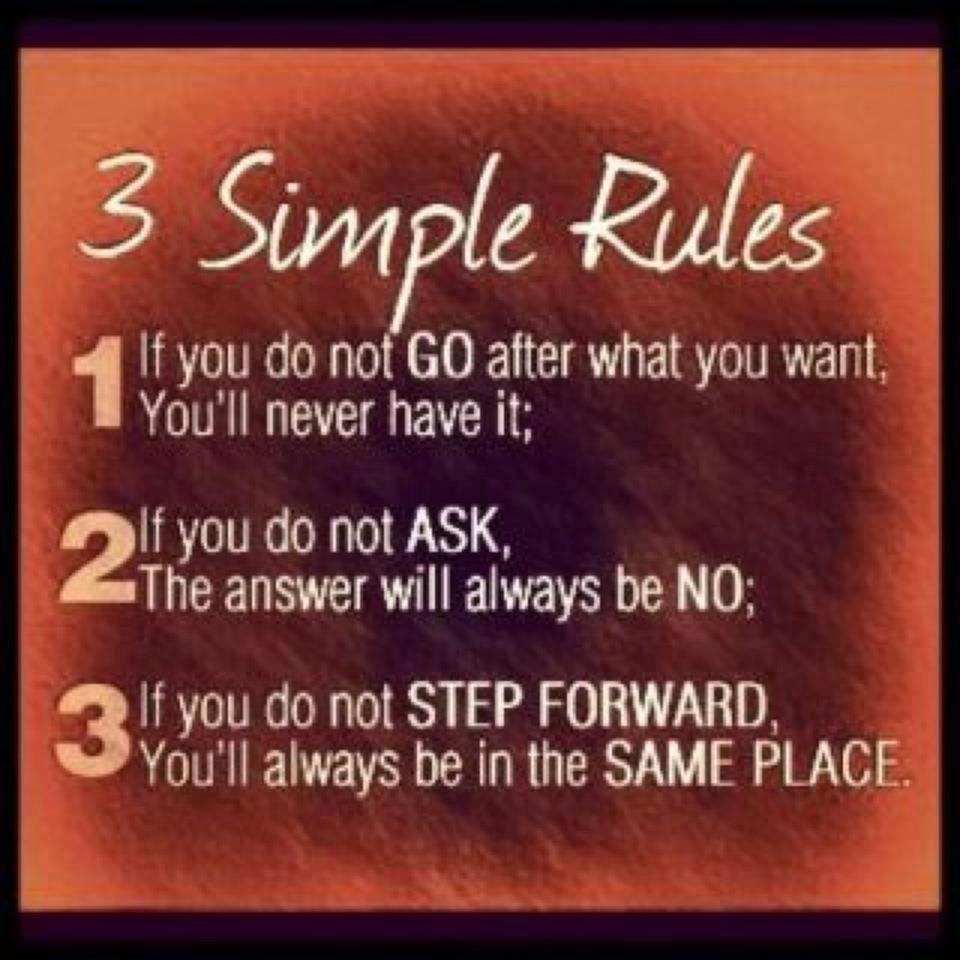 3 Simple Rules
1 If you do not GO after what you want,
You'll never have it;
2 If you do not ASK,
The answer will always be NO;
3 If you do not STEP FORWARD,
You'll always be in the SAME PLACE.